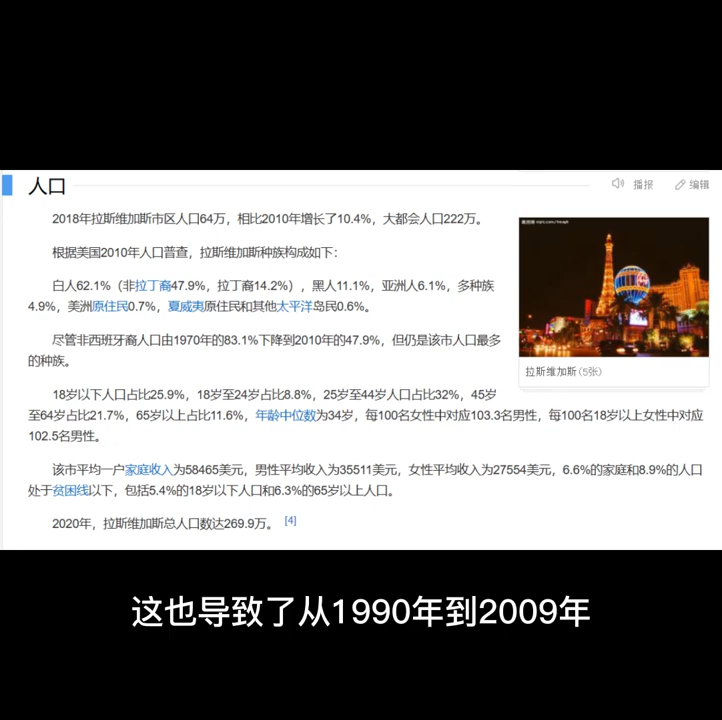 人口
播报
编辑
2018年拉斯维加斯市区人口64万，相比2010年增长了10.4%，大都会人口222万。
根据美国2010年人口普查，拉斯维加斯种族构成如下：
白人62.1%（非拉丁裔47.9%，拉丁裔14.2%），黑人11.1%，亚洲人6.1%，多种族
4.9%，美洲原住民0.7%，夏威夷原住民和其他太平洋岛民0.6%。
拉斯维加斯(5张)
尽管非西班牙裔人口由1970年的83.1%下降到2010年的47.9%，但仍是该市人口最多
的种族。
18岁以下人口占比25.9%，18岁至24岁占比8.8%，25岁至44岁人口占比32%，45岁
至64岁占比21.7%，65岁以上占比11.6%，年龄中位数为34岁，每100名女性中对应103.3名男性，每100名18岁以上女性中对应
102.5名男性。
该市平均一户家庭收入为58465美元，男性平均收入为35511美元，女性平均收入为27554美元，6.6%的家庭和8.9%的人口
处于贫困线以下，包括5.4%的18岁以下人口和6.3%的65岁以上人口。
2020年，拉斯维加斯总人口数达269.9万。 [4]
这也导致了从1990年到2009年